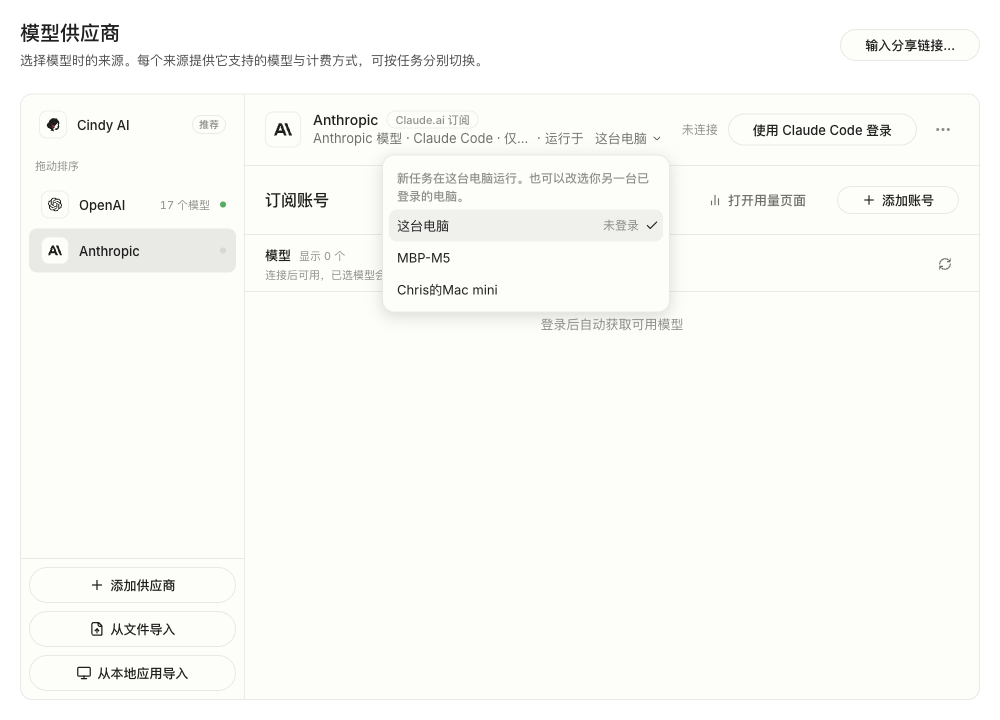 模型供应商
选择模型时的来源。每个来源提供它支持的模型与计费方式，可按任务分别切换。
输入分享链接...
Cindy AI
推荐
拖动排序
OpenAI
17 个模型
Anthropic
添加供应商
从文件导入
从本地应用导入
Anthropic
Claude.ai 订阅
Anthropic 模型 · Claude Code · 仅... · 运行于 这台电脑
未连接
使用 Claude Code 登录
新任务在这台电脑运行。也可以改选你另一台已
登录的电脑。
这台电脑
未登录
MBP-M5
Chris的Mac mini
订阅账号
打开用量页面
添加账号
模型
显示 0 个
连接后可用，已选模型
登录后自动获取可用模型